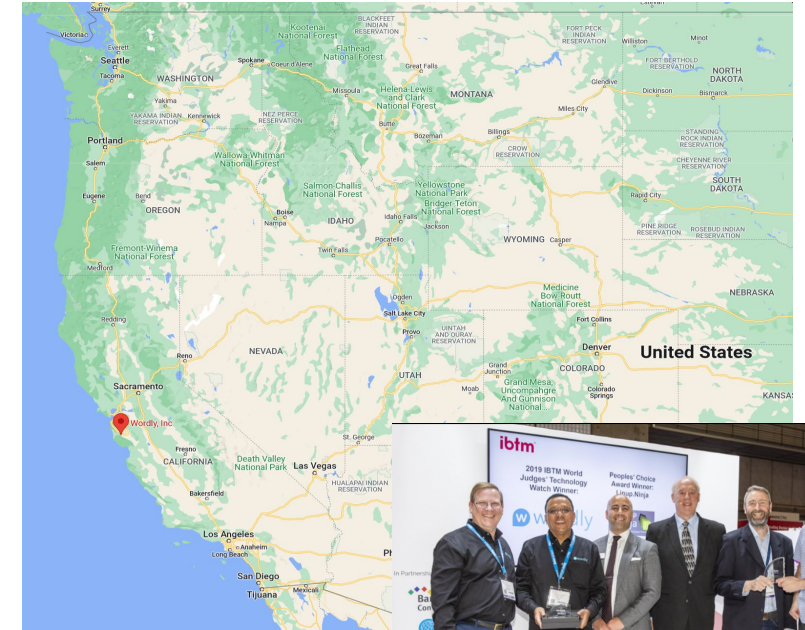 Surrey
Estevan
Victoria
Kootenai
National Forest
BLACKFEET
INDIAN
RESERVATION
FORT PECK
INDIAN
RESERVATION
Williston
Minot
Everett
Seattle
Tacoma
Spokane
Coeur d'Alene
Flathead
National Forest
Great Falls
FORT BERTHOLD
RESERVATION
NORTH
DAKOTA
WASHINGTON
Missoula
Helena-Lewis
and Clark
National Forest
MONTANA
Glendive
Dickinson
Bismarck
Yakima
YAKAMA INDIAN
RESERVATION
Kennewick
NEZ PERCE
RESERVATION
Butte
Miles City
Portland
Bozeman
Billings
CROW
RESERVATION
STANDING
ROCK INDIAN
RESERVATION
Salem
Wallowa-Whitman
National Forest
CHEYENNE RIVER
RESERVATION
SOUTH
DAKOTA
Eugene
Bend
OREGON
Salmon-Challis
National Forest
Yellowstone
National Park
Bridger-Teton
National Forest
Rapid City
Boise
Nampa
IDAHO
Idaho Falls
Jackson
PINE RIDGE
RESERVATION
ROSEBUD INDIAN
RESERVATION
Fremont-Winema
National Forest
Medford
Twin Falls
Pocatello
WYOMING
Casper
Medicine
Bow-Routt
National Forest
NEBRASKA
Redding
Ogden
Salt Lake City
Provo
UINTAH
AND OURAY
RESERVATION
Fort Collins
Reno
NEVADA
UTAH
Grand
Junction
Denver
COLORADO
United States
Sacramento
Moab
Grand Mesa,
Uncompahgre
And Gunnison
National...
Colorado
Springs
KANSAS
Wordly, Inc
Fresno
CALIFORNIA
Death Valley
National Park
St. George
Las Vegas
HUALAPAI INDIAN
RESERVATION
Bakersfield
Los Angeles
Anaheim
Long Beach
San Diego
Tijuana
Mexicali
Ph
ibtm
2019 IBTM World
Judges' Technology
Watch Winner:
Peoples' Choice
Award Winner:
Linup.Ninja
In Partnership
Ba
Con